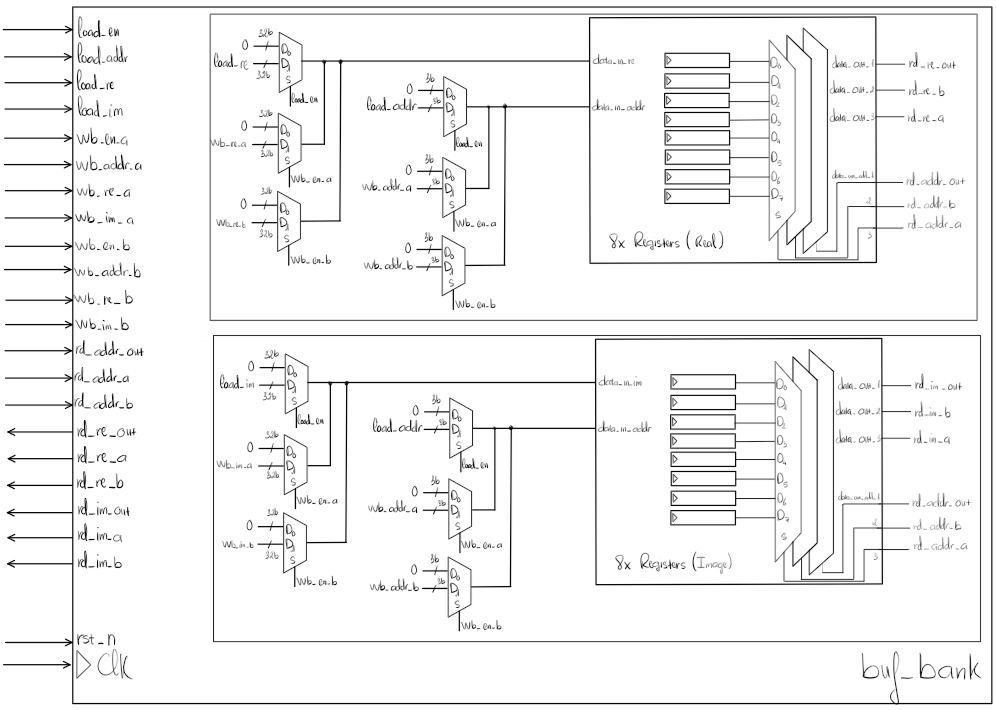 load_en
load_addr
load_re
load_im
wb_en_a
wb_addr_a
wb_re_a
wb_im_a
wb_en_b
wb_addr_b
wb_re_b
wb_im_b
rd_addr_out
rd_addr_a
rd_addr_b
rd_re_out
rd_re_a
rd_re_b
rd_im_out
rd_im_a
rd_im_b
rst_n
Clk
0
32b
load_re
32b
D0
D1
S
load_en
0
32b
wb_re_a
32b
D0
D1
S
wb_en_a
0
32b
wb_re_b
32b
D0
D1
S
wb_en_b
0
3b
load_addr
3b
D0
D1
S
load_en
0
3b
wb_addr_a
3b
D0
D1
S
wb_en_a
0
3b
wb_addr_b
3b
D0
D1
S
wb_en_b
data_in_re
data_in_addr
D0
D1
D2
D3
D4
D5
D6
D7
S
8x Registers (Real)
data_out_1
data_out_2
data_out_3
2
3
rd_re_out
rd_re_b
rd_re_a
rd_addr_out
rd_addr_b
rd_addr_a
0
32b
load_im
32b
D0
D1
S
load_en
0
32b
wb_im_a
32b
D0
D1
S
wb_en_a
0
32b
wb_im_b
32b
D0
D1
S
wb_en_b
0
3b
load_addr
3b
D0
D1
S
load_en
0
3b
wb_addr_a
3b
D0
D1
S
wb_en_a
0
3b
wb_addr_b
3b
D0
D1
S
wb_en_b
data_in_im
data_in_addr
D0
D1
D2
D3
D4
D5
D6
D7
S
8x Registers (Image)
data_out_1
data_out_2
data_out_3
2
3
rd_im_out
rd_im_b
rd_im_a
rd_addr_out
rd_addr_b
rd_addr_a
buf_bank